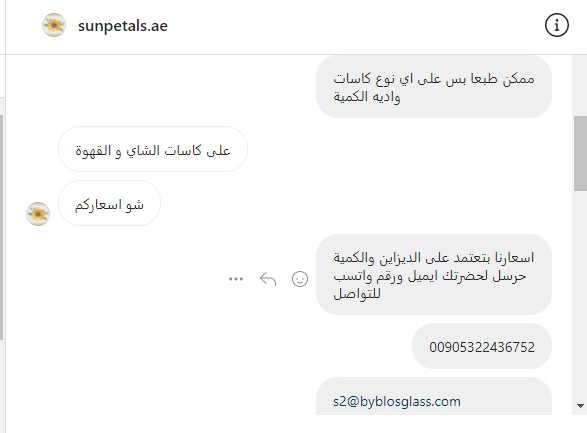 sunpetals.ae
ممكن طبعا بس على اي نوع كاسات
واديه الكمية
على كاسات الشاي و القهوة
شو اسعاركم
اسعارنا بتعتمد على الديزاين والكمية
حرسل لحضرتك ايميل ورقم واتسب
للتواصل
00905322436752
s2@byblosglass.com